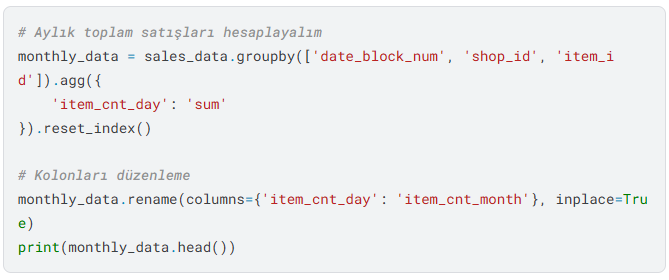 # Aylık toplam satışları hesaplayalım
monthly_data = sales_data.groupby(['date_block_num', 'shop_id', 'item_i
d']).agg({
    'item_cnt_day': 'sum'
}).reset_index()

# Kolonları düzenleme
monthly_data.rename(columns={'item_cnt_day': 'item_cnt_month'}, inplace=Tru
e)
print(monthly_data.head())